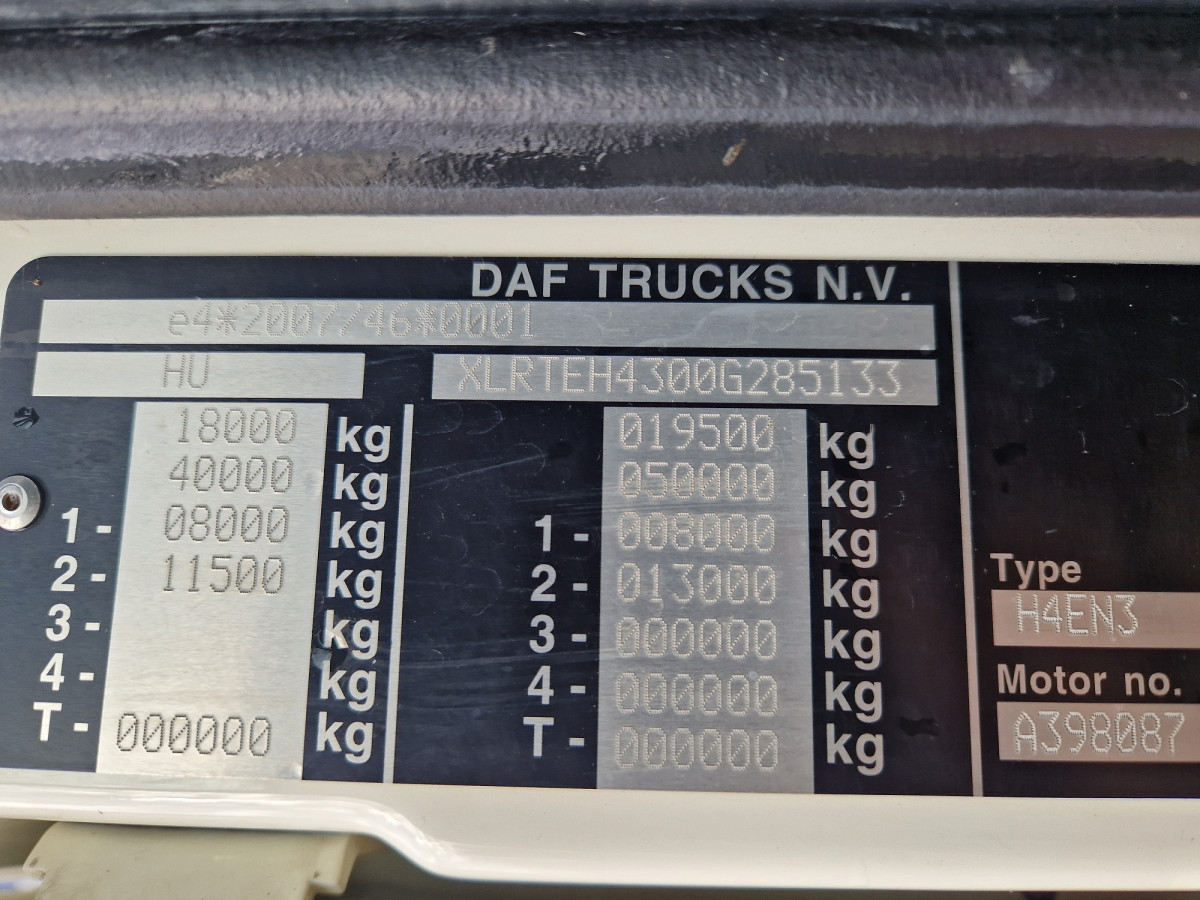 DAF TRUCKS N.V.
e4*2007/46*0001
HU XLRTEH4300G285133
18000 kg 019500 kg
40000 kg 050000 kg
1- 08000 kg 1- 008000 kg
2- 11500 kg 2- 013000 kg
3- kg 3- 000000 kg
4- kg 4- 000000 kg
T- 000000 kg T- 000000 kg
Type
H4EN3
Motor no.
A398087